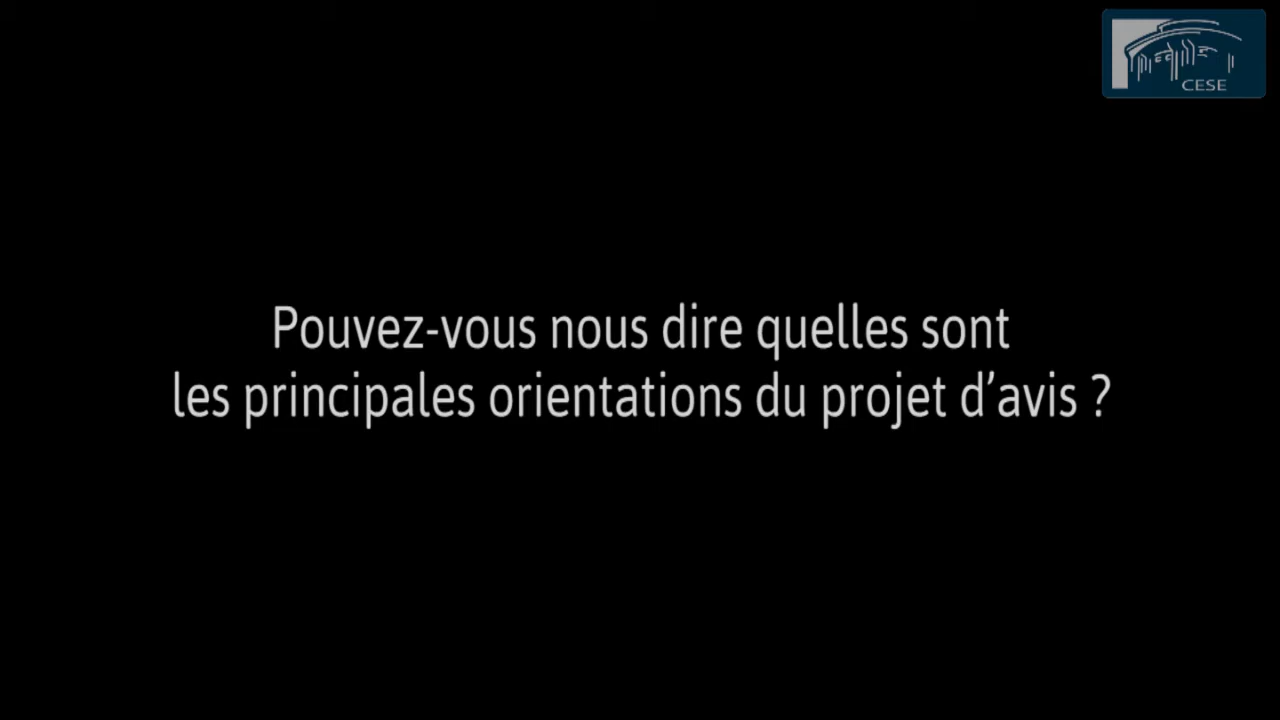 CESE
Pouvez-vous nous dire quelles sont
les principales orientations du projet d’avis ?